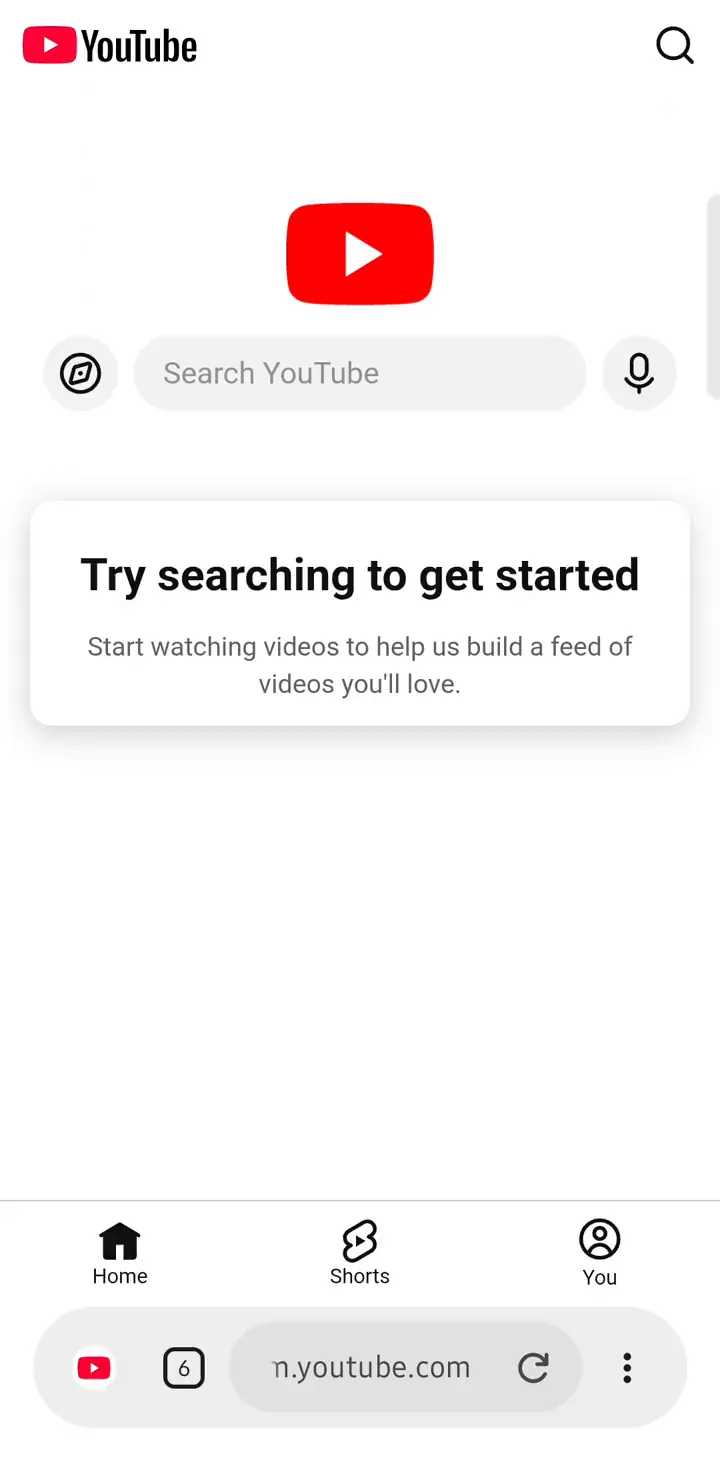 YouTube
Search YouTube
Try searching to get started
Start watching videos to help us build a feed of
videos you'll love.
Home
Shorts
You
6
m.youtube.com